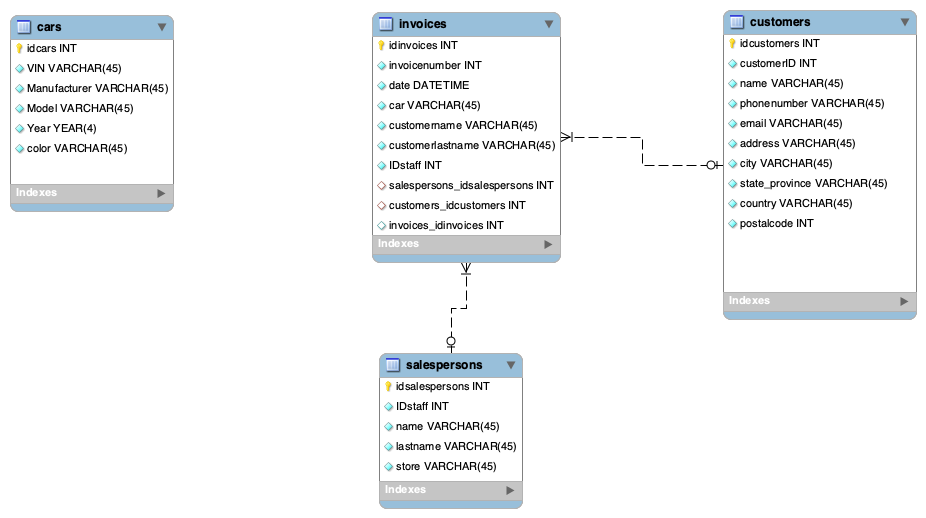 cars
idcars INT
VIN VARCHAR(45)
Manufacturer VARCHAR(45)
Model VARCHAR(45)
Year YEAR(4)
color VARCHAR(45)
Indexes
invoices
idinvoices INT
invoicenumber INT
date DATETIME
car VARCHAR(45)
customername VARCHAR(45)
customerlastname VARCHAR(45)
IDstaff INT
salespersons_idsalespersons INT
customers_idcustomers INT
invoices_idinvoices INT
Indexes
customers
idcustomers INT
customerID INT
name VARCHAR(45)
phonenumber VARCHAR(45)
email VARCHAR(45)
address VARCHAR(45)
city VARCHAR(45)
state_province VARCHAR(45)
country VARCHAR(45)
postalcode INT
Indexes
salespersons
idsalespersons INT
IDstaff INT
name VARCHAR(45)
lastname VARCHAR(45)
store VARCHAR(45)
Indexes